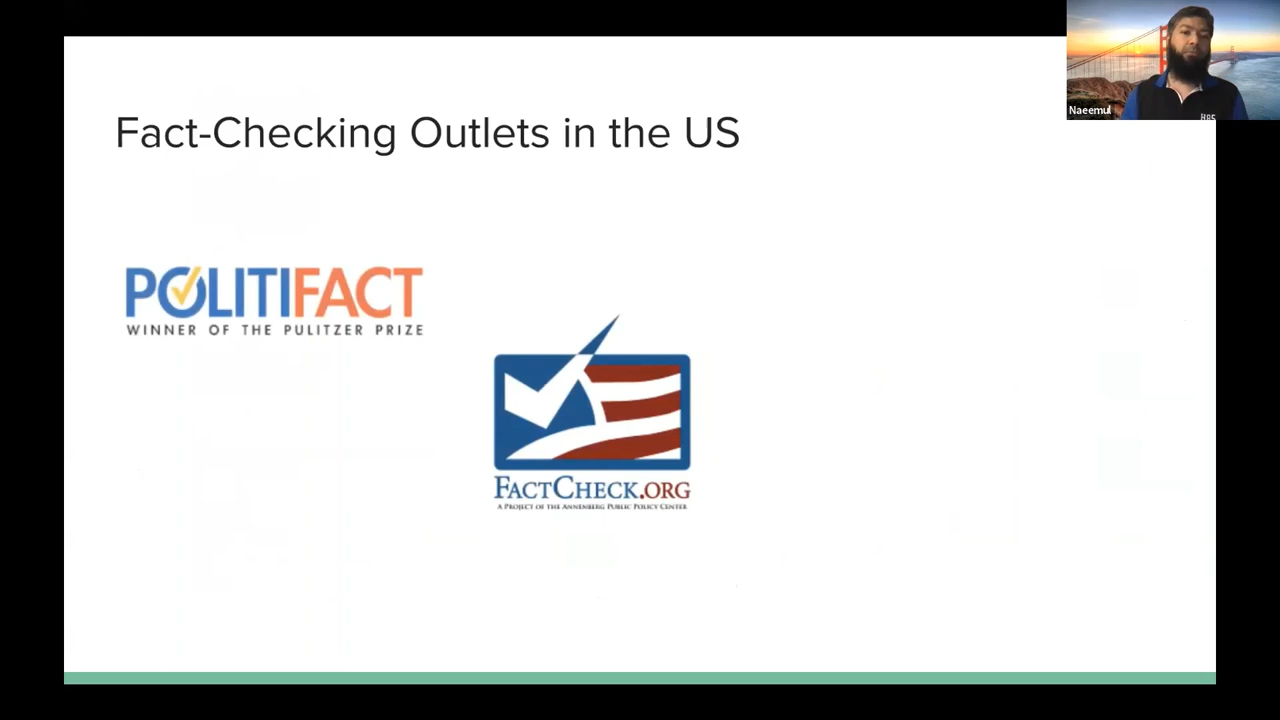 Naeemul
H8S
Fact-Checking Outlets in the US
POLITIFACT
WINNER OF THE PULITZER PRIZE
FACTCHECK.ORG
A PROJECT OF THE ANNENBERG PUBLIC POLICY CENTER